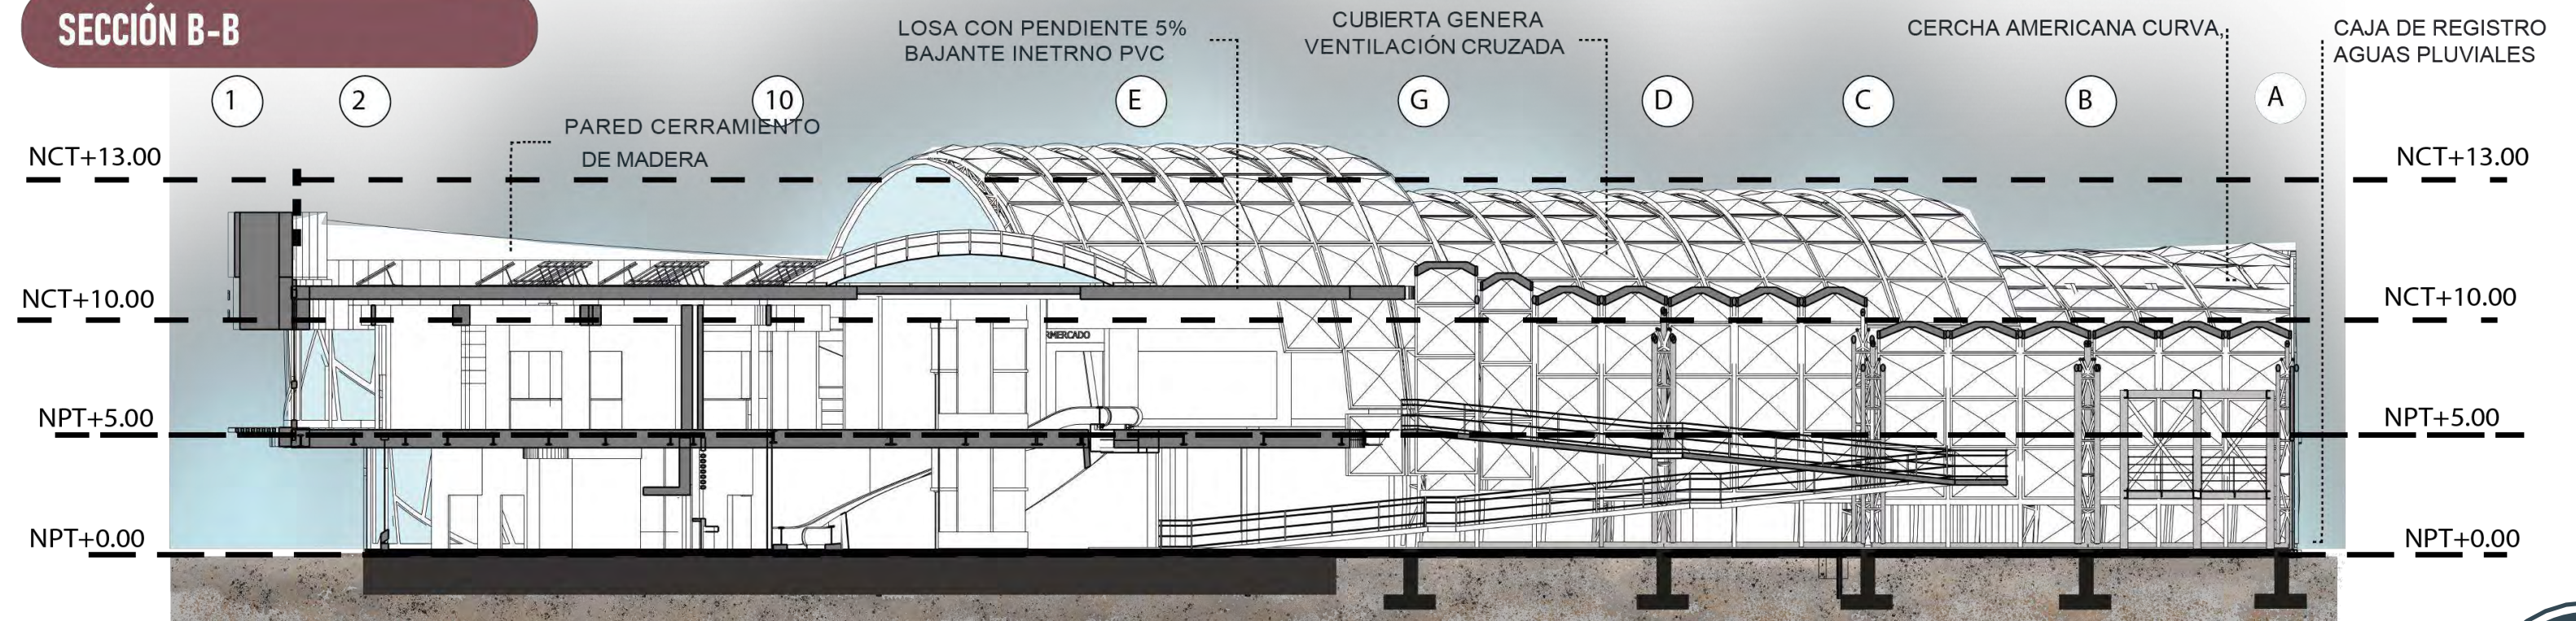 SECCIÓN B-B
LOSA CON PENDIENTE 5%
BAJANTE INETRNO PVC
CUBIERTA GENERA
VENTILACIÓN CRUZADA
CERCHA AMERICANA CURVA,
CAJA DE REGISTRO
AGUAS PLUVIALES
1
2
10
E
G
D
C
B
A
PARED CERRAMIENTO
DE MADERA
NCT+13.00
NCT+13.00
NCT+10.00
NCT+10.00
RMERCADO
NPT+5.00
NPT+5.00
NPT+0.00
NPT+0.00